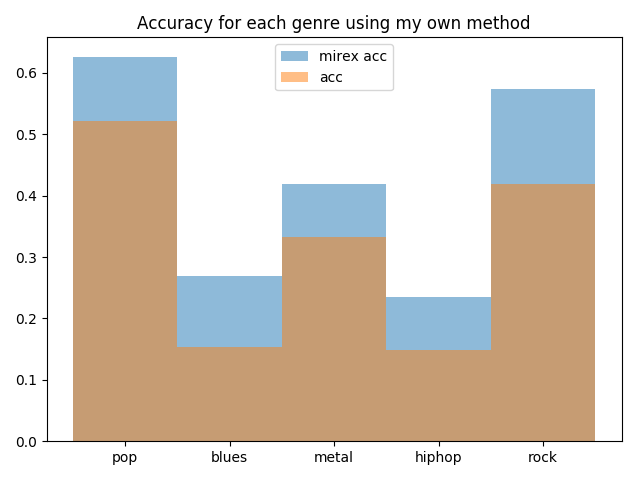 Accuracy for each genre using my own method
mirex acc
acc
0.6
0.5
0.4
0.3
0.2
0.1
0.0
pop blues metal hiphop rock